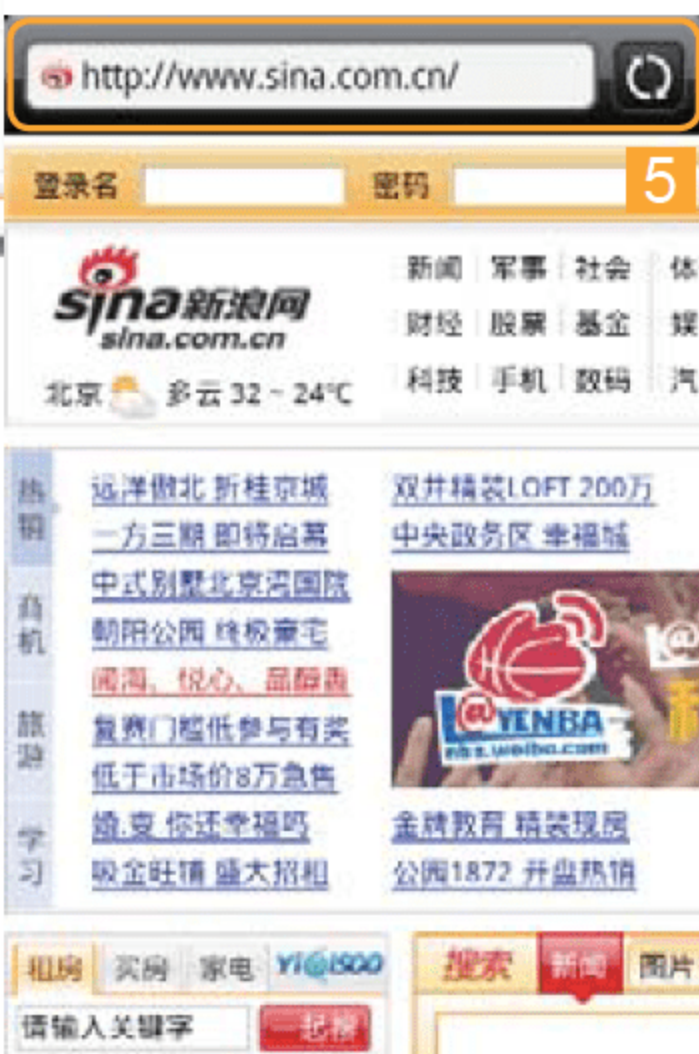 http://www.sina.com.cn/
登录名 密码 5
新闻 军事 社会 体
sina新浪网
财经 股票 基金 娱
sina.com.cn
科技 手机 数码 汽
北京 多云 32 ~ 24℃
热销
远洋傲北 折桂京城 双井精装LOFT 200万
一方三期 即将启幕 中央政务区 幸福城
中式别墅北京湾国院
商机
朝阳公园 终极豪宅
悦心、品醇香
旅游
复赛门槛低参与有奖
YENBA
nba.weibo.com
低于市场价8万急售
学习
婚.变 你还幸福吗 金牌教育 精装现房
吸金旺铺 盛大招租 公园1872 开盘热销
租房 买房 家电 搜索 新闻 图片
请输入关键字 一起搜